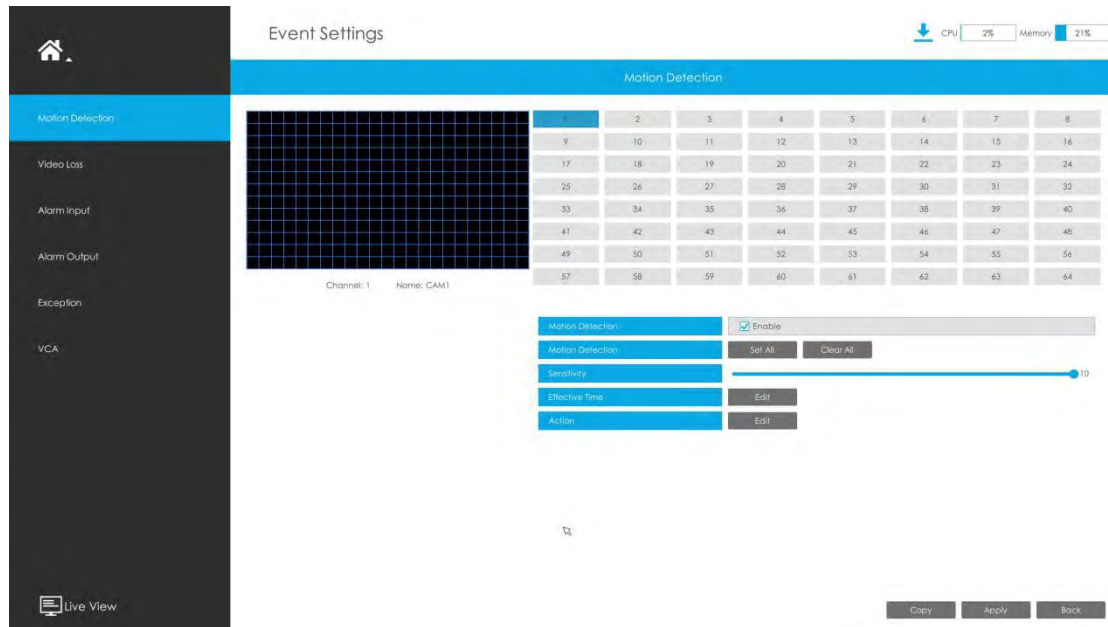 Event Settings
CPU 2% Memory 21%
Motion Detection
Motion Detection
Video Loss
Alarm Input
Alarm Output
Exception
VCA
Live View
1 2 3 4 5 6 7 8
9 10 11 12 13 14 15 16
17 18 19 20 21 22 23 24
25 26 27 28 29 30 31 32
33 34 35 36 37 38 39 40
41 42 43 44 45 46 47 48
49 50 51 52 53 54 55 56
57 58 59 60 61 62 63 64
Channel: 1 Name: CAM1
Motion Detection Enable
Motion Detection Set All Clear All
Sensitivity 10
Effective Time Edit
Action Edit
Copy Apply Back